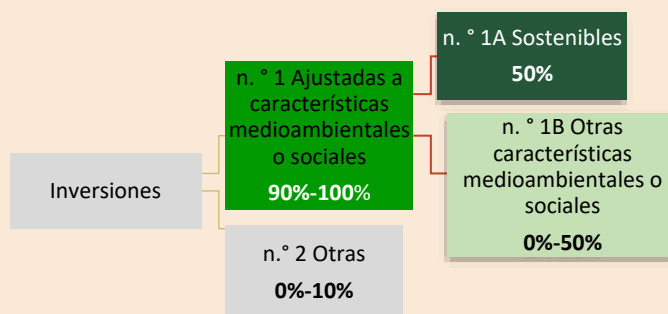 Inversiones
n. ° 1 Ajustadas a
características
medioambientales
o sociales
90%-100%
n.° 2 Otras
0%-10%
n. ° 1A Sostenibles
50%
n. ° 1B Otras
características
medioambientales o
sociales
0%-50%